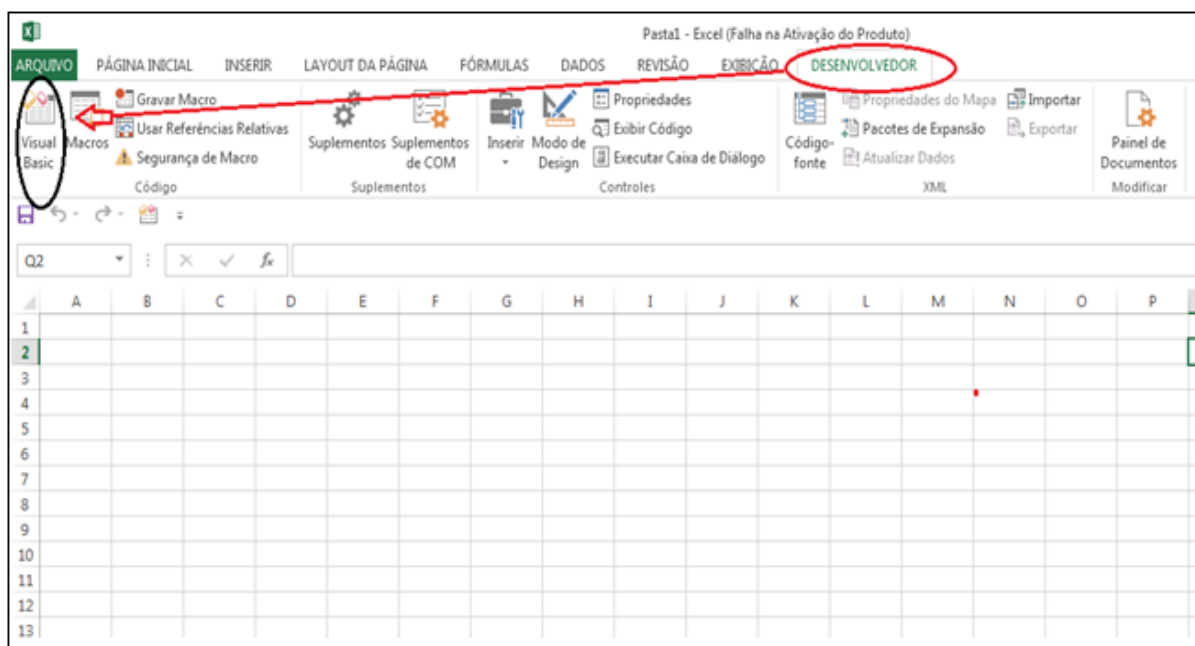 Pasta1 - Excel (Falha na Ativação do Produto)
ARQUIVO PÁGINA INICIAL INSERIR LAYOUT DA PÁGINA FÓRMULAS DADOS REVISÃO EXIBIÇÃO DESENVOLVEDOR
Visual Basic
Macros
Gravar Macro
Usar Referências Relativas
Segurança de Macro
Código
Suplementos
Suplementos de COM
Suplementos
Inserir
Modo de Design
Propriedades
Exibir Código
Executar Caixa de Diálogo
Controles
Código-fonte
Propriedades do Mapa
Pacotes de Expansão
Atualizar Dados
Importar
Exportar
XML
Painel de Documentos
Modificar
Q2
fx
A B C D E F G H I J K L M N O P
1
2
3
4
5
6
7
8
9
10
11
12
13